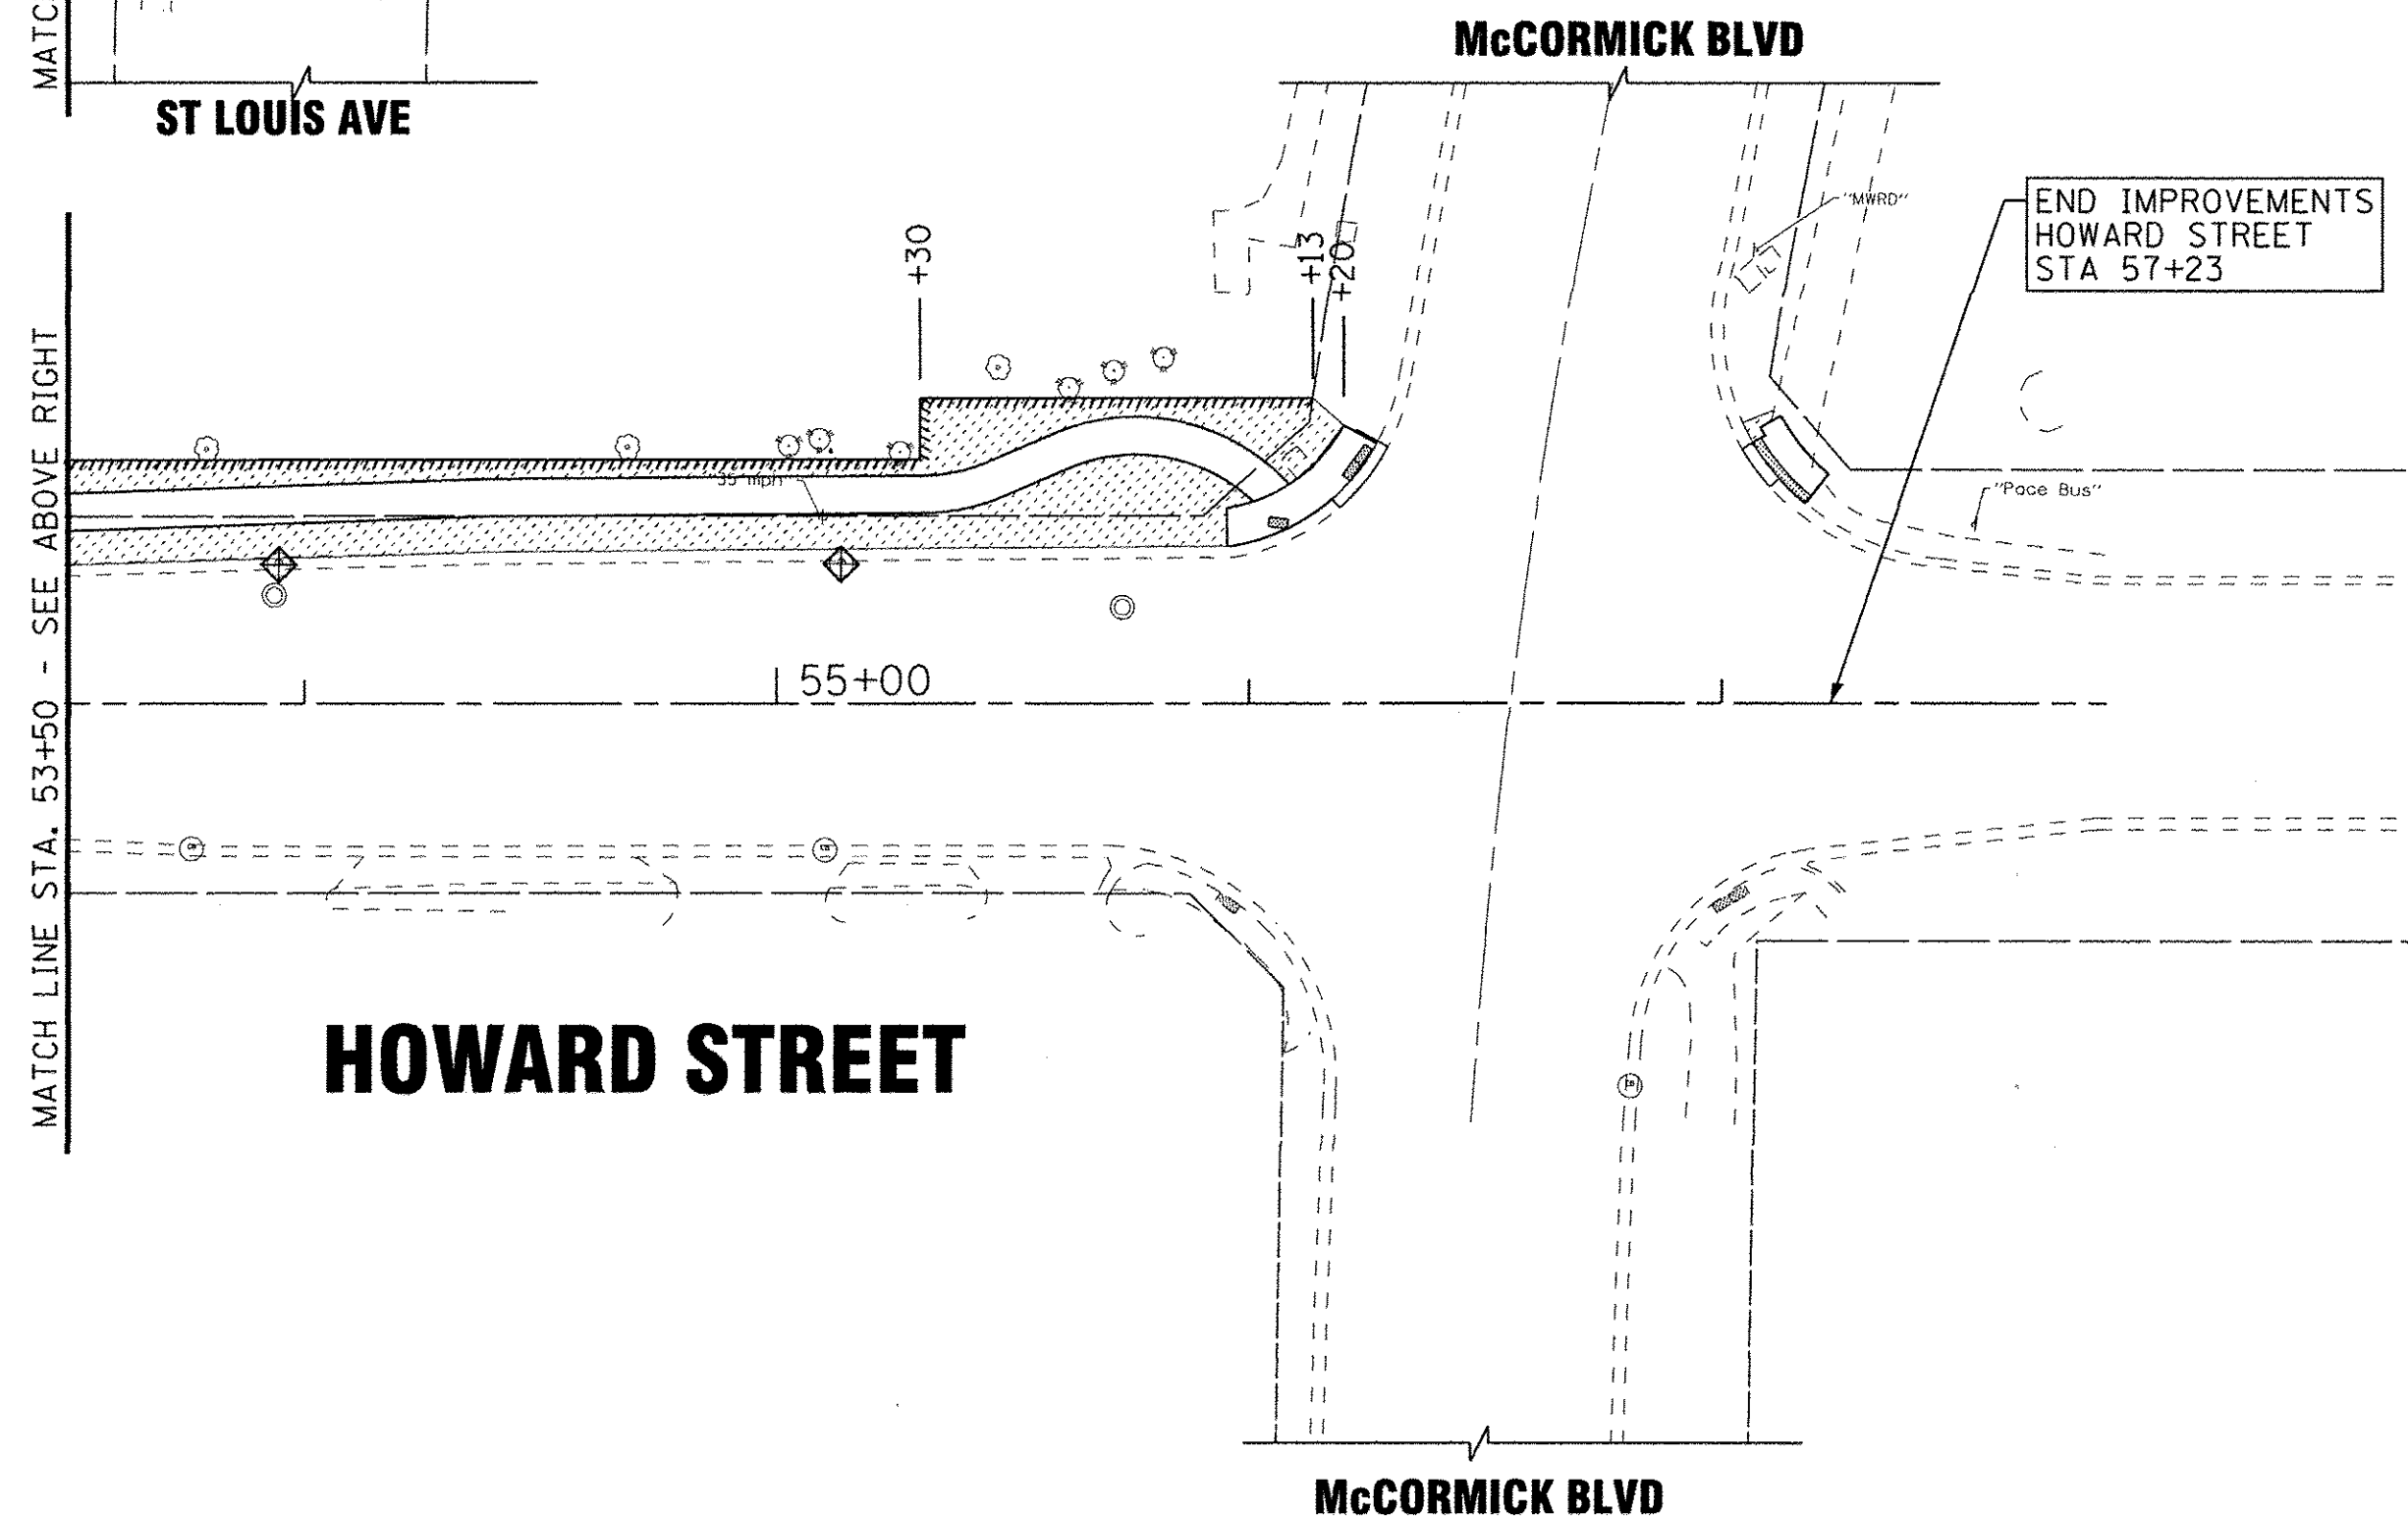 MATC
ST LOUIS AVE
McCORMICK BLVD
"MWRD"
END IMPROVEMENTS
HOWARD STREET
STA 57+23
+30
+13
+20
35 mph
"Pace Bus"
55+00
MATCH LINE STA. 53+50 - SEE ABOVE RIGHT
HOWARD STREET
McCORMICK BLVD